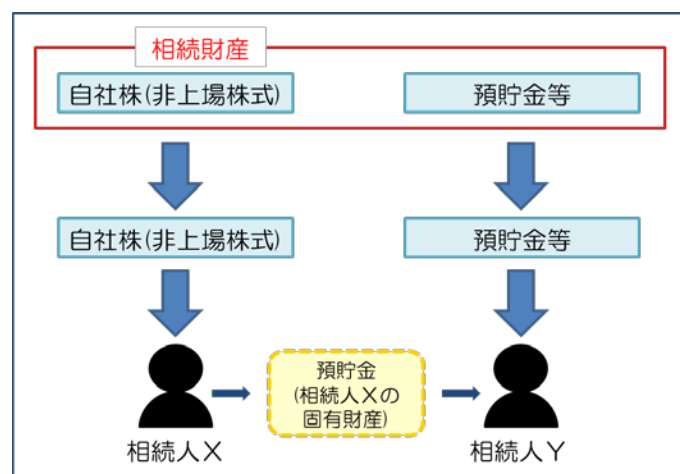 相続財産
自社株(非上場株式)
預貯金等
自社株(非上場株式)
預貯金等
預貯金
(相続人Xの
固有財産)
相続人X
相続人Y